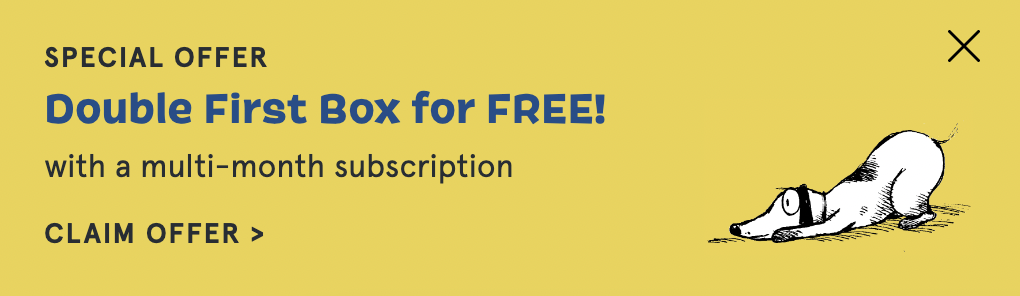 SPECIAL OFFER
Double First Box for FREE!
with a multi-month subscription
CLAIM OFFER >